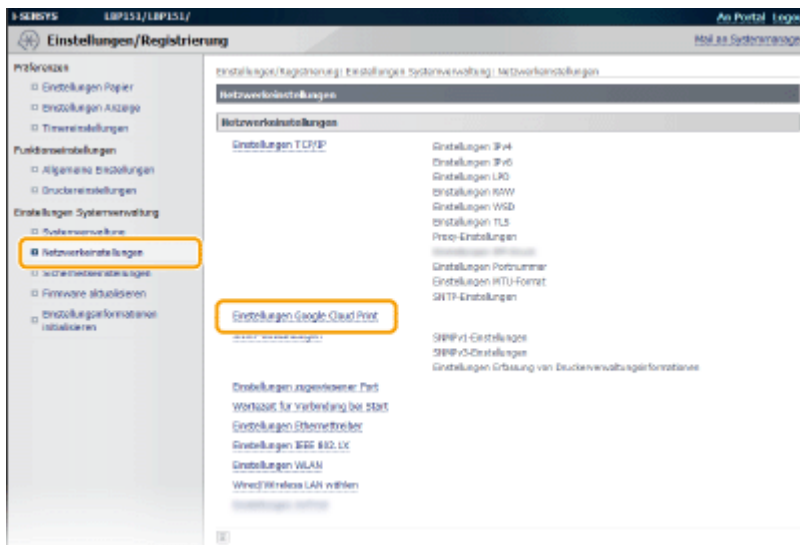 i-SENSYS LBP151/LBP151/ An Portal Logou
Einstellungen/Registrierung Mail an Systemmanage
Präferenzen
Einstellungen Papier
Einstellungen Anzeige
Timereinstellungen
Funktionseinstellungen
Allgemeine Einstellungen
Druckereinstellungen
Einstellungen Systemverwaltung
Systemverwaltung
Netzwerkeinstellungen
Sicherheitseinstellungen
Firmware aktualisieren
Einstellungsinformationen
initialisieren
Einstellungen/Registrierung: Einstellungen Systemverwaltung: Netzwerkeinstellungen
Netzwerkeinstellungen
Netzwerkeinstellungen
Einstellungen TCP/IP
Einstellungen IPv4
Einstellungen IPv6
Einstellungen LPD
Einstellungen RAW
Einstellungen WSD
Einstellungen TLS
Proxy-Einstellungen
Einstellungen Portnummer
Einstellungen MTU-Format
SNTP-Einstellungen
Einstellungen Google Cloud Print
SNMPv1-Einstellungen
SNMPv3-Einstellungen
Einstellungen Erfassung von Druckerverwaltungsinformationen
Einstellungen zugewiesener Port
Wartezeit für Verbindung bei Start
Einstellungen Ethernettreiber
Einstellungen IEEE 802.1X
Einstellungen WLAN
Wired/Wireless LAN wählen